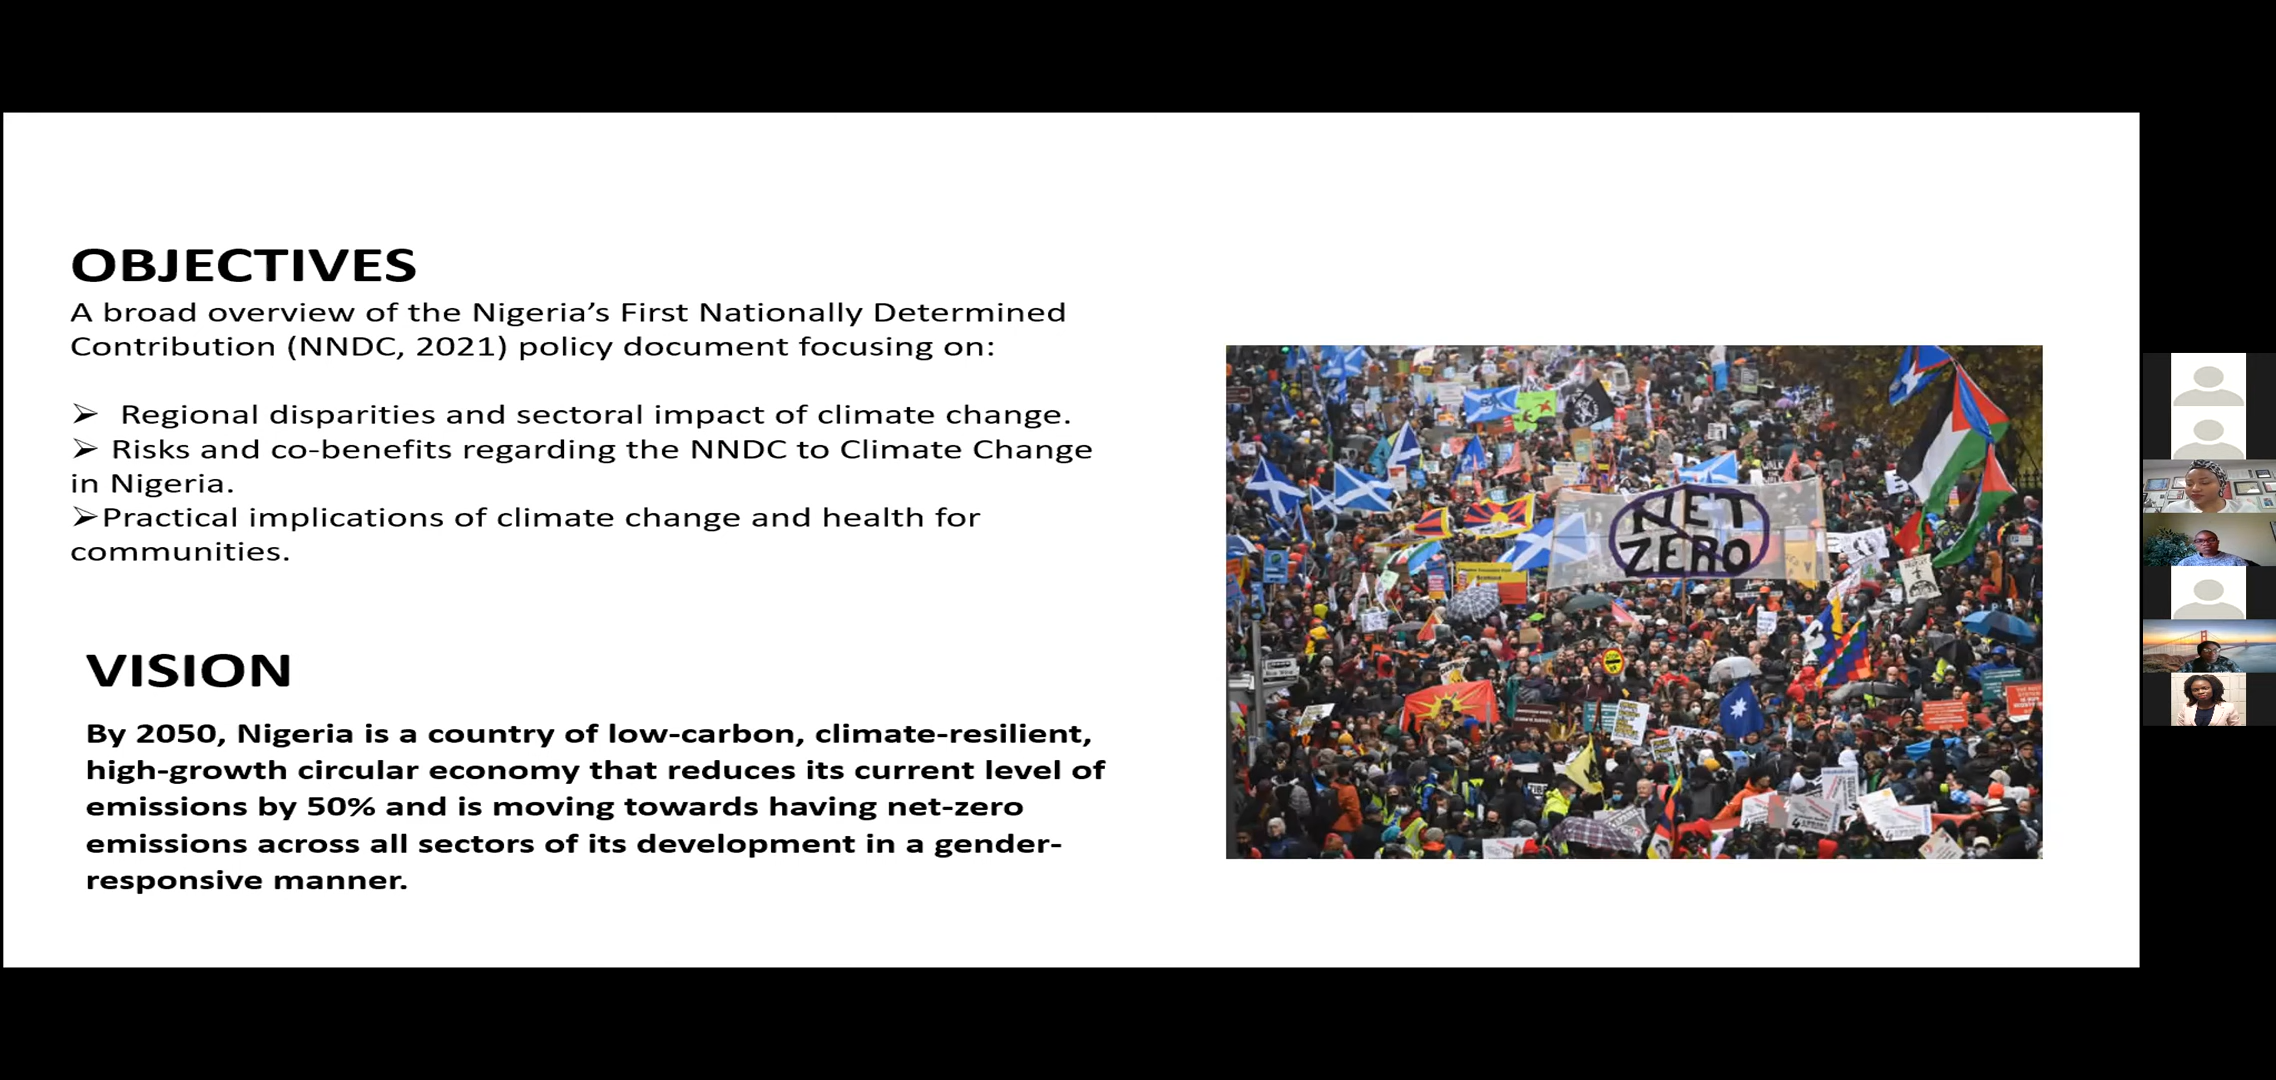 OBJECTIVES
A broad overview of the Nigeria’s First Nationally Determined
Contribution (NNDC, 2021) policy document focusing on:
➢ Regional disparities and sectoral impact of climate change.
➢ Risks and co-benefits regarding the NNDC to Climate Change
in Nigeria.
➢Practical implications of climate change and health for
communities.
NET
ZERO
VISION
By 2050, Nigeria is a country of low-carbon, climate-resilient,
high-growth circular economy that reduces its current level of
emissions by 50% and is moving towards having net-zero
emissions across all sectors of its development in a gender-
responsive manner.